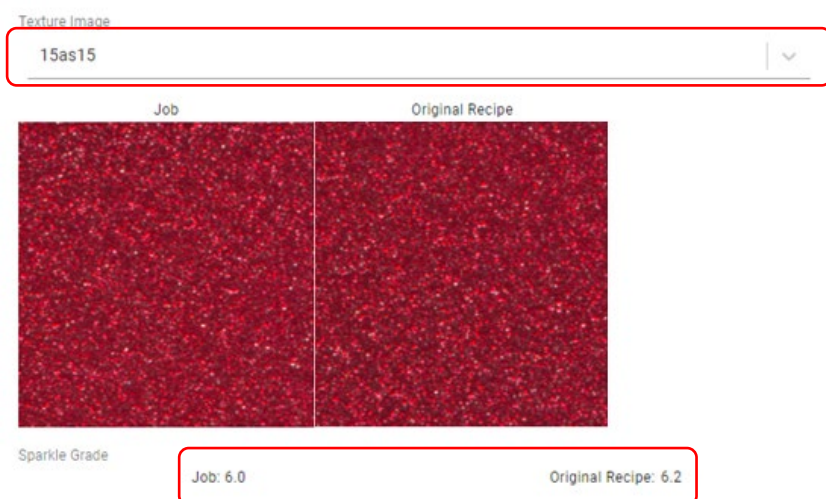 Texture Image
15as15
Job Original Recipe
Sparkle Grade
Job: 6.0 Original Recipe: 6.2